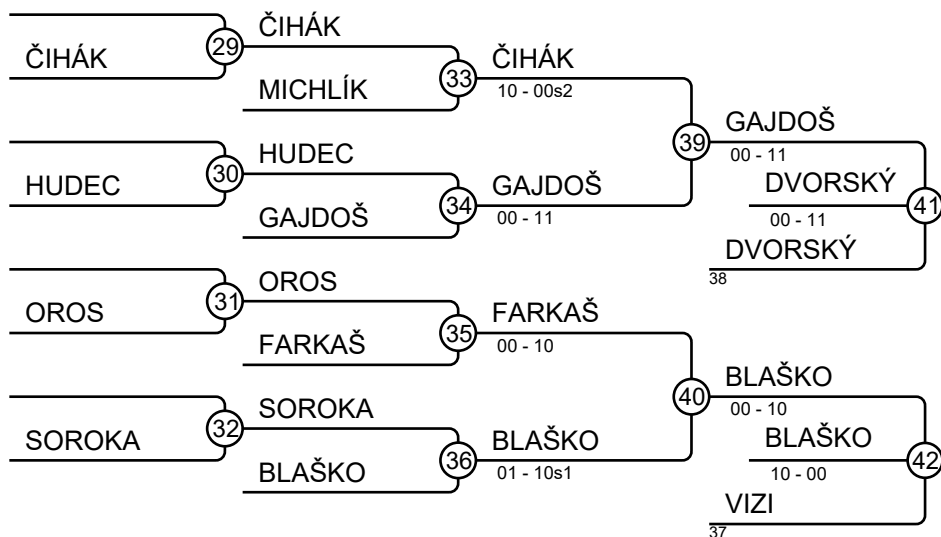 ČIHÁK
29
ČIHÁK
MICHLÍK
33
ČIHÁK
10 - 00s2
HUDEC
30
HUDEC
GAJDOŠ
34
GAJDOŠ
00 - 11
39
GAJDOŠ
00 - 11
DVORSKÝ
00 - 11
41
DVORSKÝ
38
OROS
31
OROS
FARKAŠ
35
FARKAŠ
00 - 10
SOROKA
32
SOROKA
BLAŠKO
36
BLAŠKO
01 - 10s1
40
BLAŠKO
00 - 10
BLAŠKO
10 - 00
42
VIZI
37